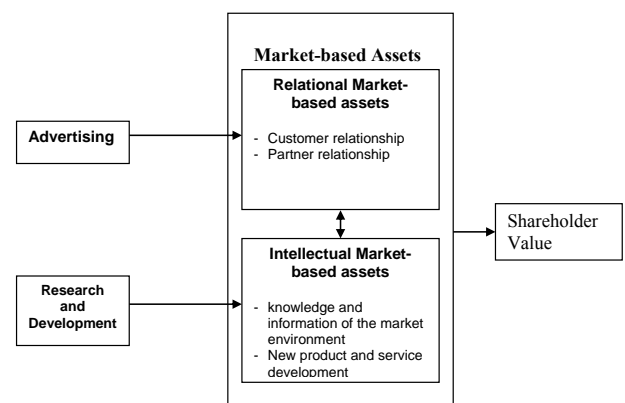 Market-based Assets
Relational Market-
based assets
- Customer relationship
- Partner relationship
Advertising
Shareholder
Value
Intellectual Market-
based assets
- knowledge and
information of the market
environment
- New product and service
development
Research
and
Development